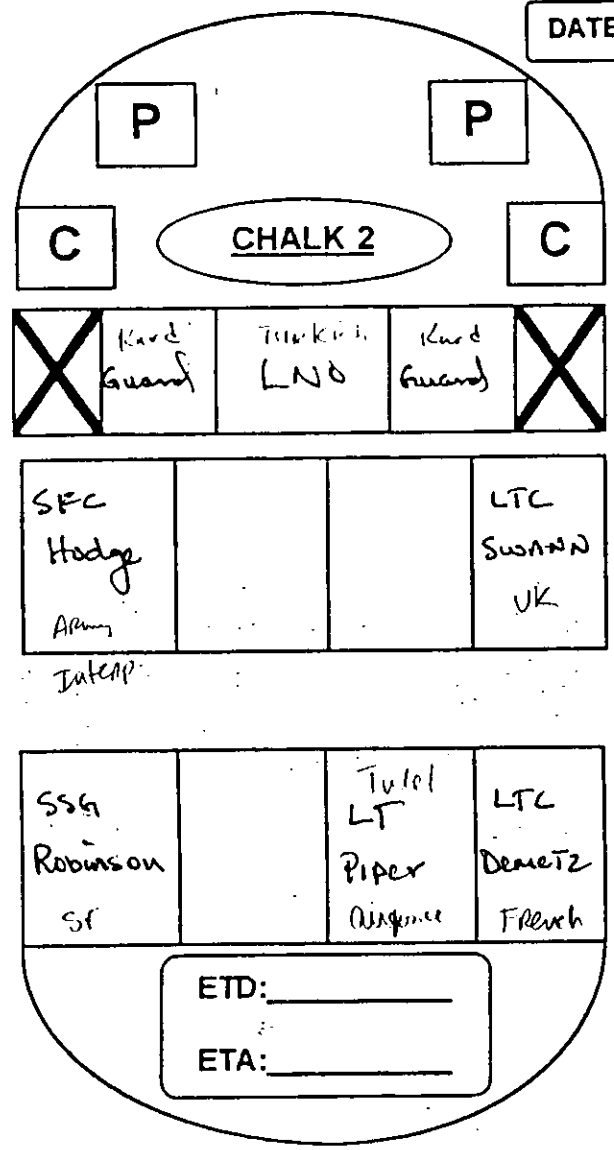 DATE
P P
C CHALK 2 C
Kurd Turkish Kurd
Guard LNO Guard
SFC LTC
Hodge SWANN
Army UK
Interp.
SSG LT LTC
Robinson Piper Demetz
SF Airforce French
ETD:
ETA: